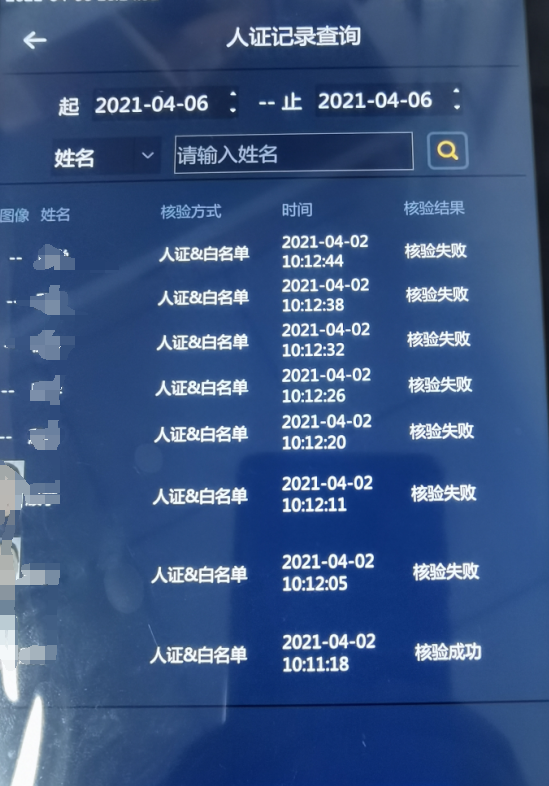 人证记录查询
起 2021-04-06 -- 止 2021-04-06
姓名 请输入姓名
图像 姓名 核验方式 时间 核验结果
-- 人证&白名单 2021-04-02 10:12:44 核验失败
-- 人证&白名单 2021-04-02 10:12:38 核验失败
-- 人证&白名单 2021-04-02 10:12:32 核验失败
-- 人证&白名单 2021-04-02 10:12:26 核验失败
-- 人证&白名单 2021-04-02 10:12:20 核验失败
人证&白名单 2021-04-02 10:12:11 核验失败
人证&白名单 2021-04-02 10:12:05 核验失败
人证&白名单 2021-04-02 10:11:18 核验成功